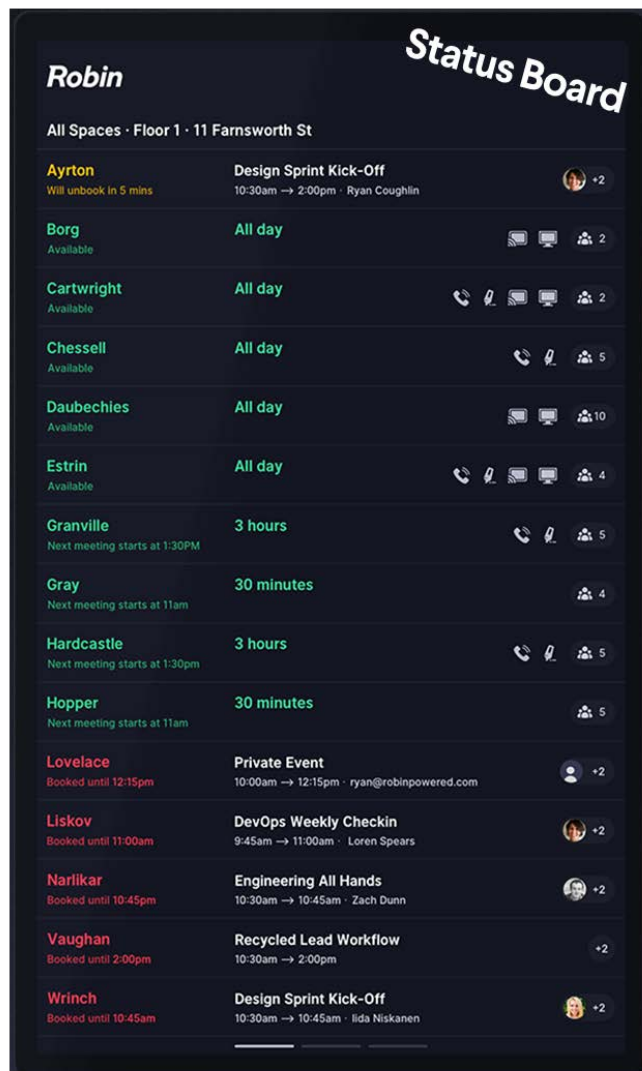 Status Board
Robin
All Spaces · Floor 1 · 11 Farnsworth St
Ayrton
Design Sprint Kick-Off
Will unbook in 5 mins
10:30am → 2:00pm · Ryan Coughlin
+2
Borg
All day
Available
2
Cartwright
All day
Available
2
Chessell
All day
Available
5
Daubechies
All day
Available
10
Estrin
All day
Available
4
Granville
3 hours
Next meeting starts at 1:30PM
5
Gray
30 minutes
Next meeting starts at 11am
4
Hardcastle
3 hours
Next meeting starts at 1:30pm
5
Hopper
30 minutes
Next meeting starts at 11am
5
Lovelace
Private Event
Booked until 12:15pm
10:00am → 12:15pm · ryan@robinpowered.com
+2
Liskov
DevOps Weekly Checkin
Booked until 11:00am
9:45am → 11:00am · Loren Spears
+2
Narlikar
Engineering All Hands
Booked until 10:45pm
10:30am → 10:45am · Zach Dunn
+2
Vaughan
Recycled Lead Workflow
Booked until 2:00pm
10:30am → 2:00pm
+2
Wrinch
Design Sprint Kick-Off
Booked until 10:45am
10:30am → 10:45am · Iida Niskanen
+2